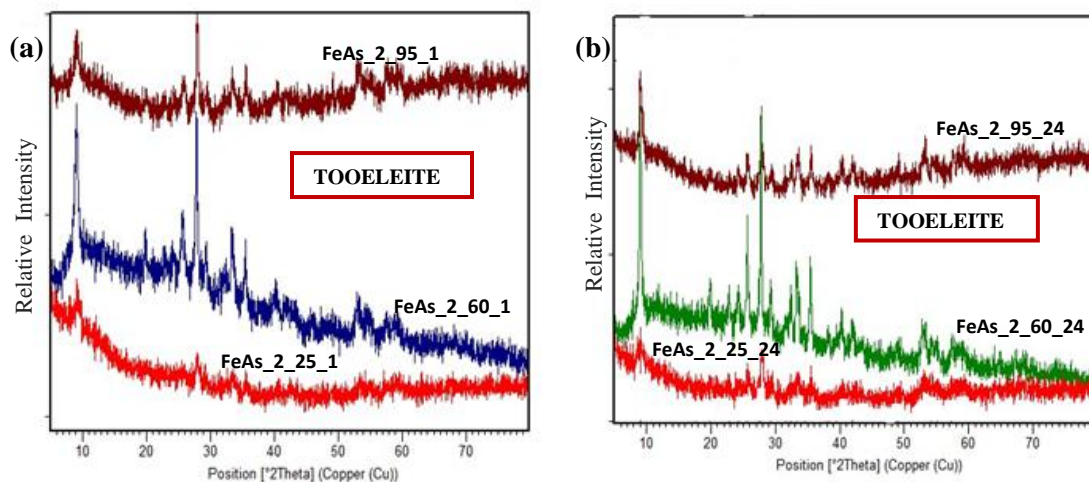 (a)
FeAs_2_95_1
TOOELEITE
FeAs_2_60_1
FeAs_2_25_1
Relative Intensity
10 20 30 40 50 60 70
Position [°2Theta] (Copper (Cu))
(b)
FeAs_2_95_24
TOOELEITE
FeAs_2_60_24
FeAs_2_25_24
Relative Intensity
10 20 30 40 50 60 70
Position [°2Theta] (Copper (Cu))